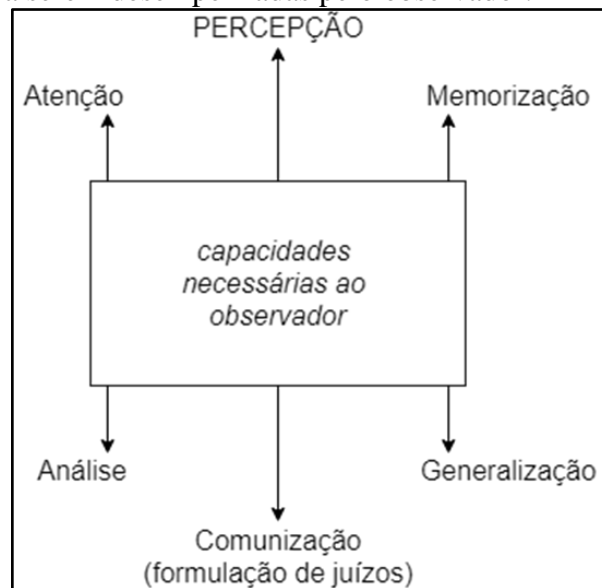 PERCEPÇÃO
Atenção
Memorização
capacidades
necessárias ao
observador
Análise
Generalização
Comunização
(formulação de juízos)